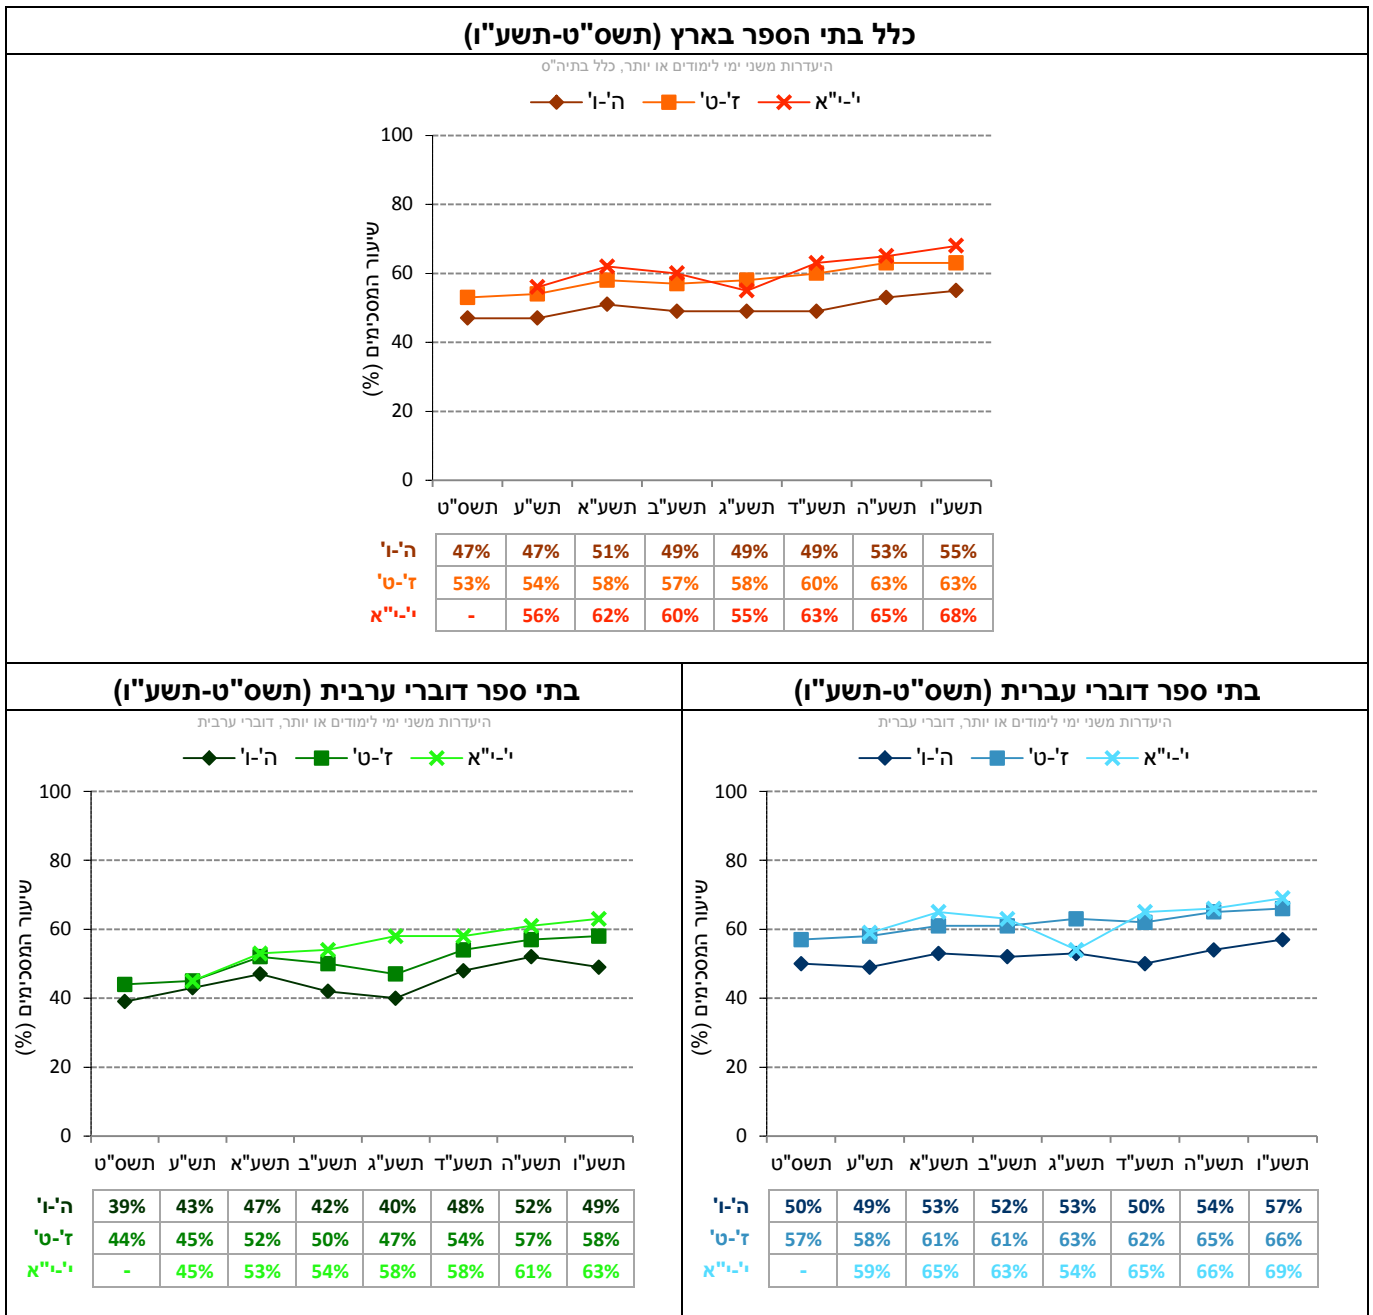 כלל בתי הספר בארץ (תשס"ט-תשע"ו)
היעדרות משני ימי לימודים או יותר, כלל בתיה"ס
ה'-ו' ז'-ט' י'-י"א
שיעור המסכימים (%)
100
80
60
40
20
0
תשס"ט תש"ע תשע"א תשע"ב תשע"ג תשע"ד תשע"ה תשע"ו
ה'-ו' 47% 47% 51% 49% 49% 49% 53% 55%
ז'-ט' 53% 54% 58% 57% 58% 60% 63% 63%
י'-י"א - 56% 62% 60% 55% 63% 65% 68%
בתי ספר דוברי עברית (תשס"ט-תשע"ו)
היעדרות משני ימי לימודים או יותר, דוברי עברית
ה'-ו' ז'-ט' י'-י"א
שיעור המסכימים (%)
100
80
60
40
20
0
תשס"ט תש"ע תשע"א תשע"ב תשע"ג תשע"ד תשע"ה תשע"ו
ה'-ו' 50% 49% 53% 52% 53% 50% 54% 57%
ז'-ט' 57% 58% 61% 61% 63% 62% 65% 66%
י'-י"א - 59% 65% 63% 54% 65% 66% 69%
בתי ספר דוברי ערבית (תשס"ט-תשע"ו)
היעדרות משני ימי לימודים או יותר, דוברי ערבית
ה'-ו' ז'-ט' י'-י"א
שיעור המסכימים (%)
100
80
60
40
20
0
תשס"ט תש"ע תשע"א תשע"ב תשע"ג תשע"ד תשע"ה תשע"ו
ה'-ו' 39% 43% 47% 42% 40% 48% 52% 49%
ז'-ט' 44% 45% 52% 50% 47% 54% 57% 58%
י'-י"א - 45% 53% 54% 58% 58% 61% 63%